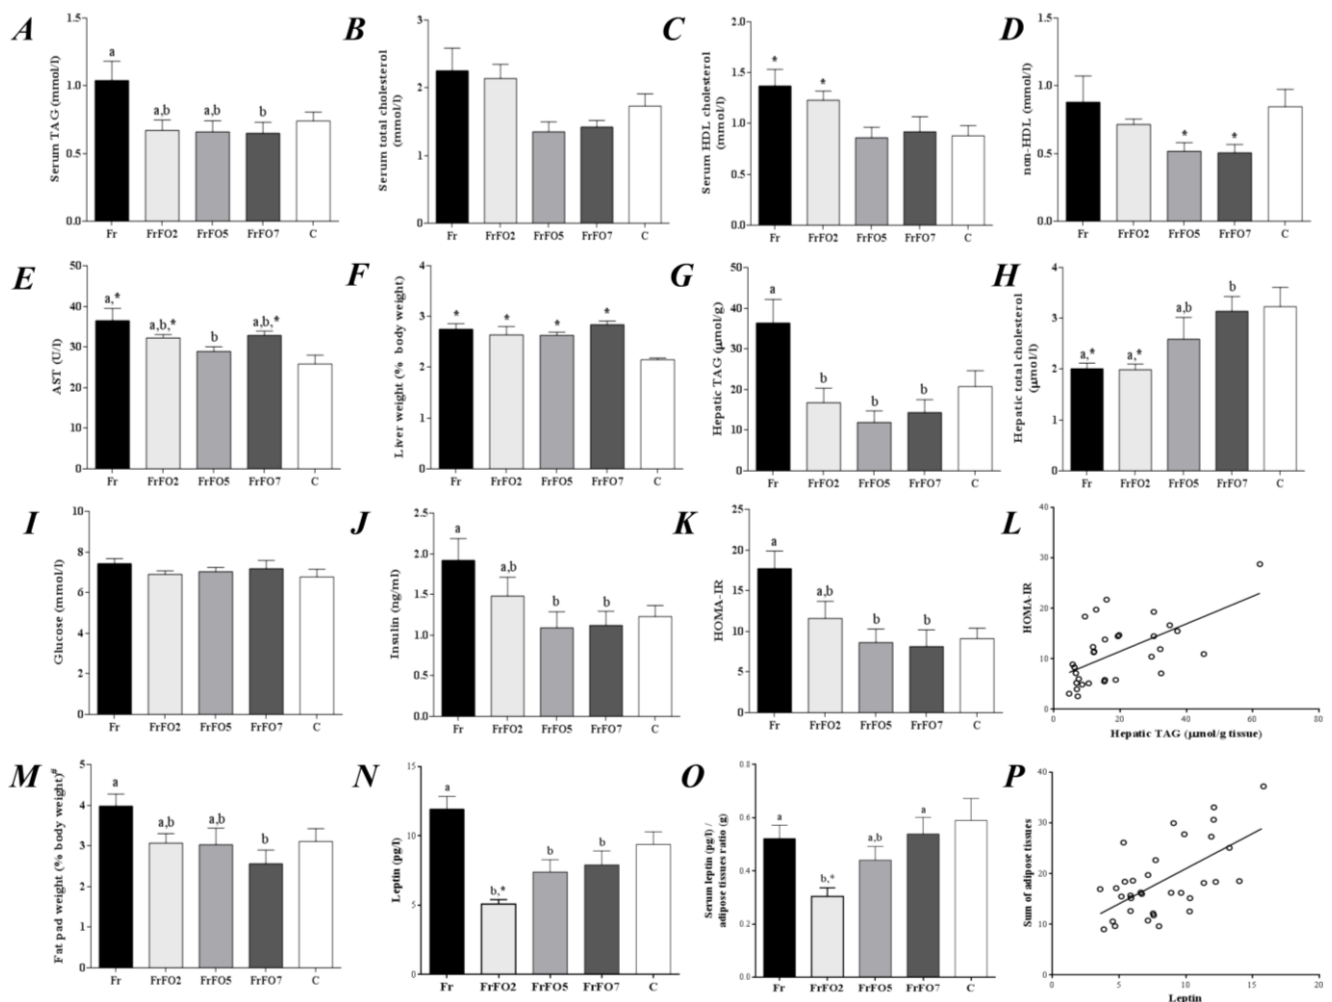 A
Serum TAG (mmol/l)
1.5
1.0
0.5
0.0
a
a,b
a,b
b
Fr
FrFO2
FrFO5
FrFO7
C
B
Serum total cholesterol
(mmol/l)
3
2
1
0
Fr
FrFO2
FrFO5
FrFO7
C
C
Serum HDL cholesterol
(mmol/l)
2.0
1.5
1.0
0.5
0.0
*
*
Fr
FrFO2
FrFO5
FrFO7
C
D
non-HDL (mmol/l)
1.5
1.0
0.5
0.0
*
*
Fr
FrFO2
FrFO5
FrFO7
C
E
AST (U/l)
50
40
30
20
10
0
a,*
a,b,*
b
a,b,*
Fr
FrFO2
FrFO5
FrFO7
C
F
Liver weight (% body weight)
4
3
2
1
0
*
*
*
*
Fr
FrFO2
FrFO5
FrFO7
C
G
Hepatic TAG (μmol/g)
50
40
30
20
10
0
a
b
b
b
Fr
FrFO2
FrFO5
FrFO7
C
H
Hepatic total cholesterol
(μmol/l)
4
3
2
1
0
a,*
a,*
a,b
b
Fr
FrFO2
FrFO5
FrFO7
C
I
Glucose (mmol/l)
10
8
6
4
2
0
Fr
FrFO2
FrFO5
FrFO7
C
J
Insulin (ng/ml)
2.5
2.0
1.5
1.0
0.5
0.0
a
a,b
b
b
Fr
FrFO2
FrFO5
FrFO7
C
K
HOMA-IR
25
20
15
10
5
0
a
a,b
b
b
Fr
FrFO2
FrFO5
FrFO7
C
L
HOMA-IR
40
30
20
10
0
0
20
40
60
80
Hepatic TAG (μmol/g tissue)
M
Fat pad weight (% body weight)#
5
4
3
2
1
0
a
a,b
a,b
b
Fr
FrFO2
FrFO5
FrFO7
C
N
Leptin (pg/l)
15
10
5
0
a
b,*
b
b
Fr
FrFO2
FrFO5
FrFO7
C
O
Serum leptin (pg/l) /
adipose tissues ratio (g)
0.8
0.6
0.4
0.2
0.0
a
b,*
a,b
a
Fr
FrFO2
FrFO5
FrFO7
C
P
Sum of adipose tissues
40
30
20
10
0
0
5
10
15
20
Leptin